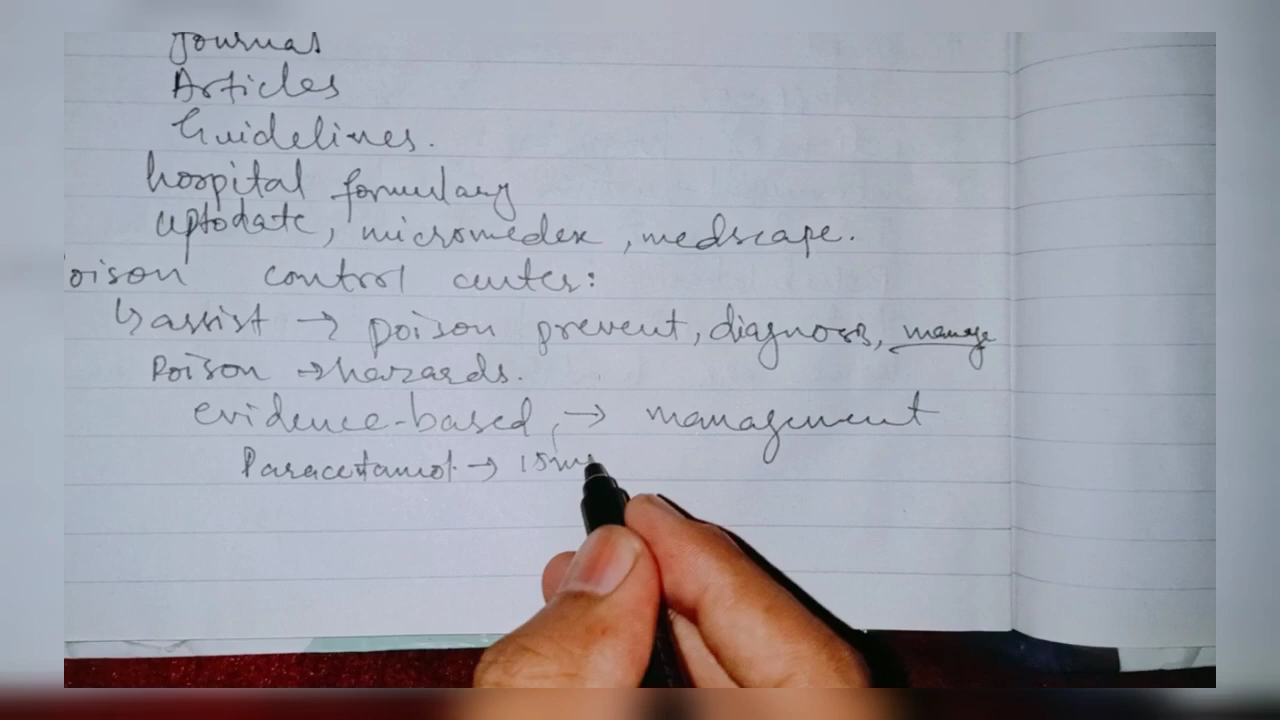 Journas
Articles
Guidelines.
hospital formulary
uptodate, micromedex, medscape.
oison control center:
↳ assist → poison prevent, diagnosis, manage
Poison → hazards.
evidence-based, → management
Paracetamol → 15m